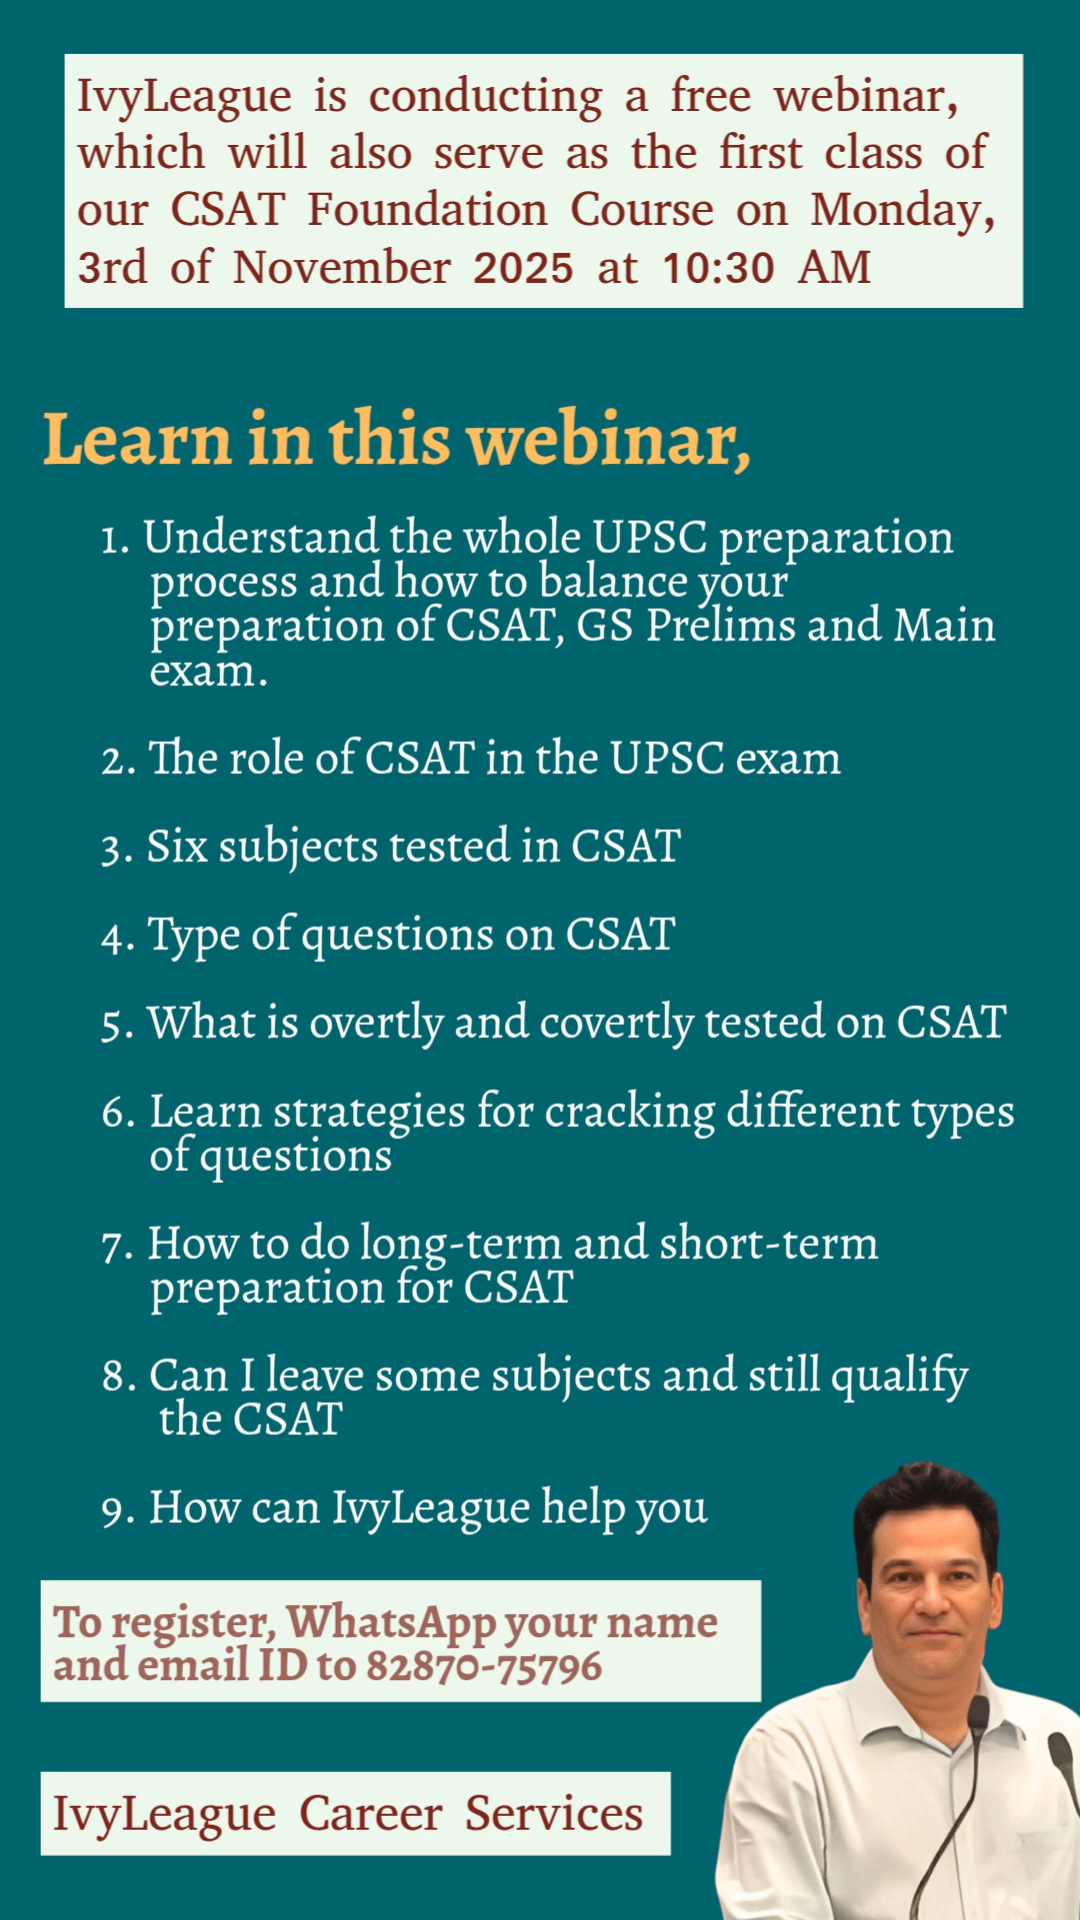 IvyLeague is conducting a free webinar,
which will also serve as the first class of
our CSAT Foundation Course on Monday,
3rd of November 2025 at 10:30 AM
Learn in this webinar,
1. Understand the whole UPSC preparation
process and how to balance your
preparation of CSAT, GS Prelims and Main
exam.
2. The role of CSAT in the UPSC exam
3. Six subjects tested in CSAT
4. Type of questions on CSAT
5. What is overtly and covertly tested on CSAT
6. Learn strategies for cracking different types
of questions
7. How to do long-term and short-term
preparation for CSAT
8. Can I leave some subjects and still qualify
the CSAT
9. How can IvyLeague help you
To register, WhatsApp your name
and email ID to 82870-75796
IvyLeague Career Services